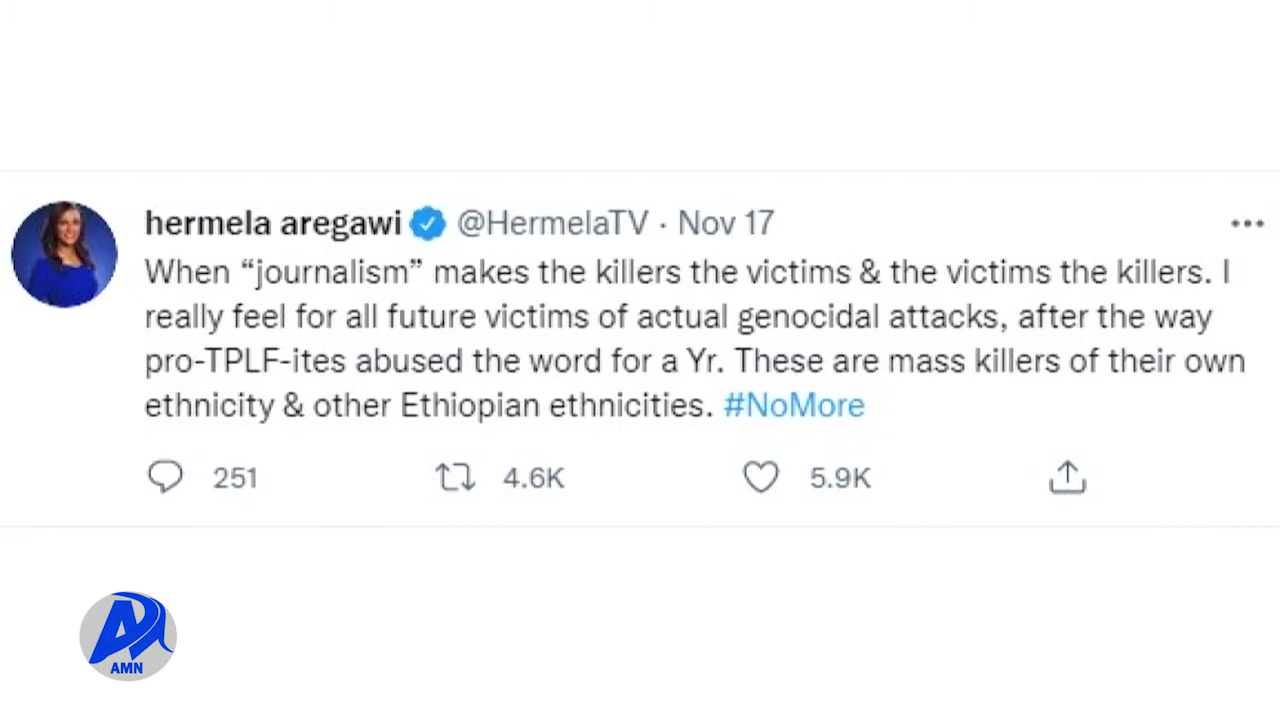 hermela aregawi @HermelaTV · Nov 17
When “journalism” makes the killers the victims & the victims the killers. I
really feel for all future victims of actual genocidal attacks, after the way
pro-TPLF-ites abused the word for a Yr. These are mass killers of their own
ethnicity & other Ethiopian ethnicities. #NoMore
251 4.6K 5.9K
AMN